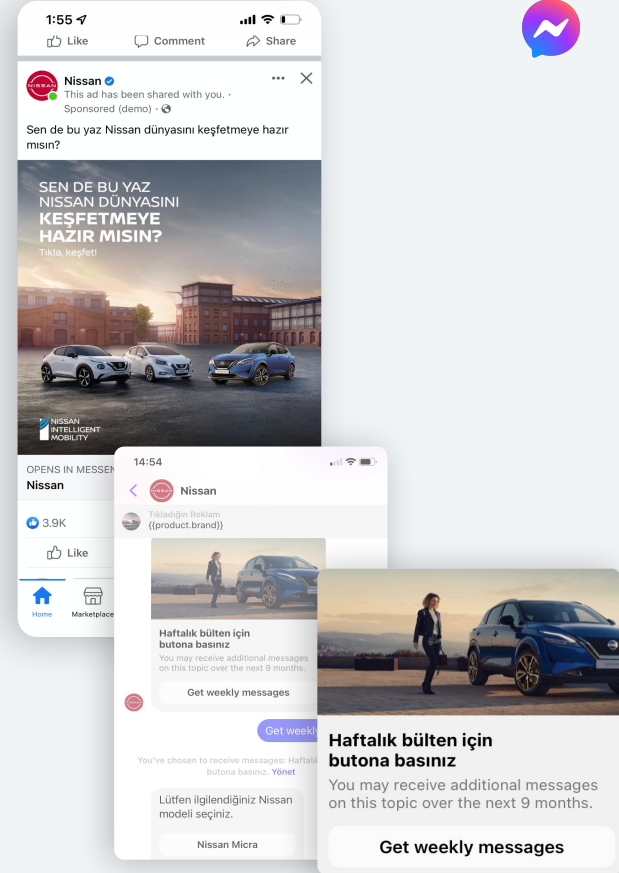 1:55
Like
Comment
Share
NISSAN
Nissan
This ad has been shared with you. ·
Sponsored (demo) ·
Sen de bu yaz Nissan dünyasını keşfetmeye hazır
mısın?
SEN DE BU YAZ
NISSAN DÜNYASINI
KEŞFETMEYE
HAZIR MISIN?
Tıkla, keşfet!
NISSAN
INTELLIGENT
MOBILITY
OPENS IN MESSEN
Nissan
3.9K
Like
Home
Marketplace
14:54
NISSAN
Nissan
Tıkladığın Reklam
{{product.brand}}
Haftalık bülten için
butona basınız
You may receive additional messages
on this topic over the next 9 months.
Get weekly messages
Get weekly
You've chosen to receive messages: Haftalık
butona basınız. Yönet
Lütfen ilgilendiğiniz Nissan
modeli seçiniz.
Nissan Micra
Haftalık bülten için
butona basınız
You may receive additional messages
on this topic over the next 9 months.
Get weekly messages